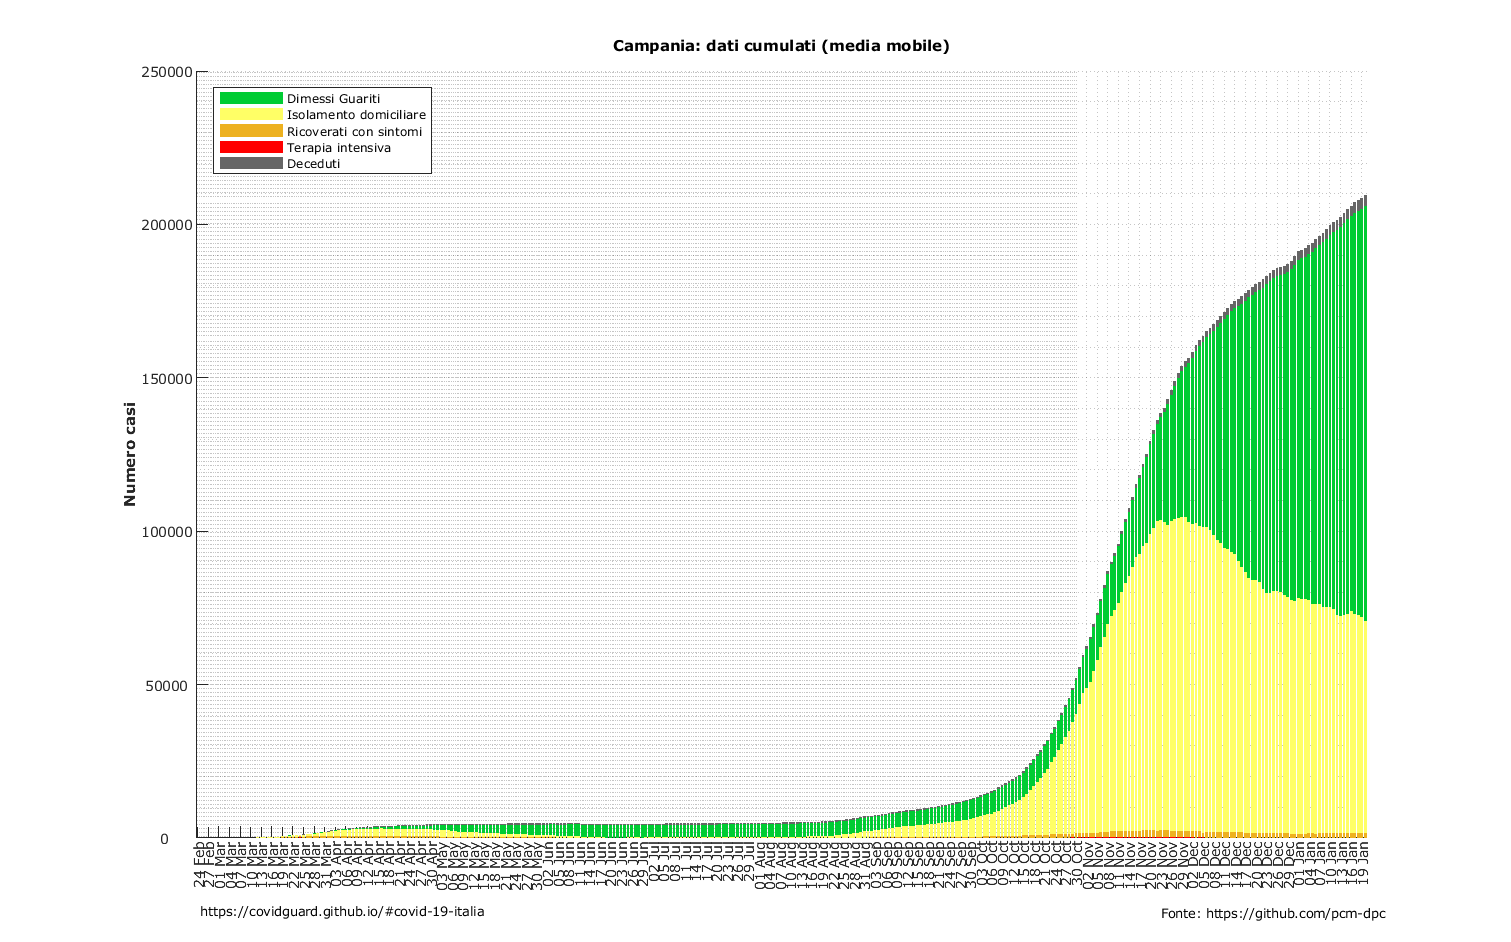 Campania: dati cumulati (media mobile)
250000
200000
150000
100000
50000
0
Numero casi
Dimessi Guariti
Isolamento domiciliare
Ricoverati con sintomi
Terapia intensiva
Deceduti
24 Feb
27 Feb
01 Mar
04 Mar
07 Mar
10 Mar
13 Mar
16 Mar
19 Mar
22 Mar
25 Mar
28 Mar
31 Mar
03 Apr
06 Apr
09 Apr
12 Apr
15 Apr
18 Apr
21 Apr
24 Apr
27 Apr
30 Apr
03 May
06 May
09 May
12 May
15 May
18 May
21 May
24 May
27 May
30 May
02 Jun
05 Jun
08 Jun
11 Jun
14 Jun
17 Jun
20 Jun
23 Jun
26 Jun
29 Jun
02 Jul
05 Jul
08 Jul
11 Jul
14 Jul
17 Jul
20 Jul
23 Jul
26 Jul
29 Jul
01 Aug
04 Aug
07 Aug
10 Aug
13 Aug
16 Aug
19 Aug
22 Aug
25 Aug
28 Aug
31 Aug
03 Sep
06 Sep
09 Sep
12 Sep
15 Sep
18 Sep
21 Sep
24 Sep
27 Sep
30 Sep
03 Oct
06 Oct
09 Oct
12 Oct
15 Oct
18 Oct
21 Oct
24 Oct
27 Oct
30 Oct
02 Nov
05 Nov
08 Nov
11 Nov
14 Nov
17 Nov
20 Nov
23 Nov
26 Nov
29 Nov
02 Dec
05 Dec
08 Dec
11 Dec
14 Dec
17 Dec
20 Dec
23 Dec
26 Dec
29 Dec
01 Jan
04 Jan
07 Jan
10 Jan
13 Jan
16 Jan
19 Jan
https://covidguard.github.io/#covid-19-italia
Fonte: https://github.com/pcm-dpc